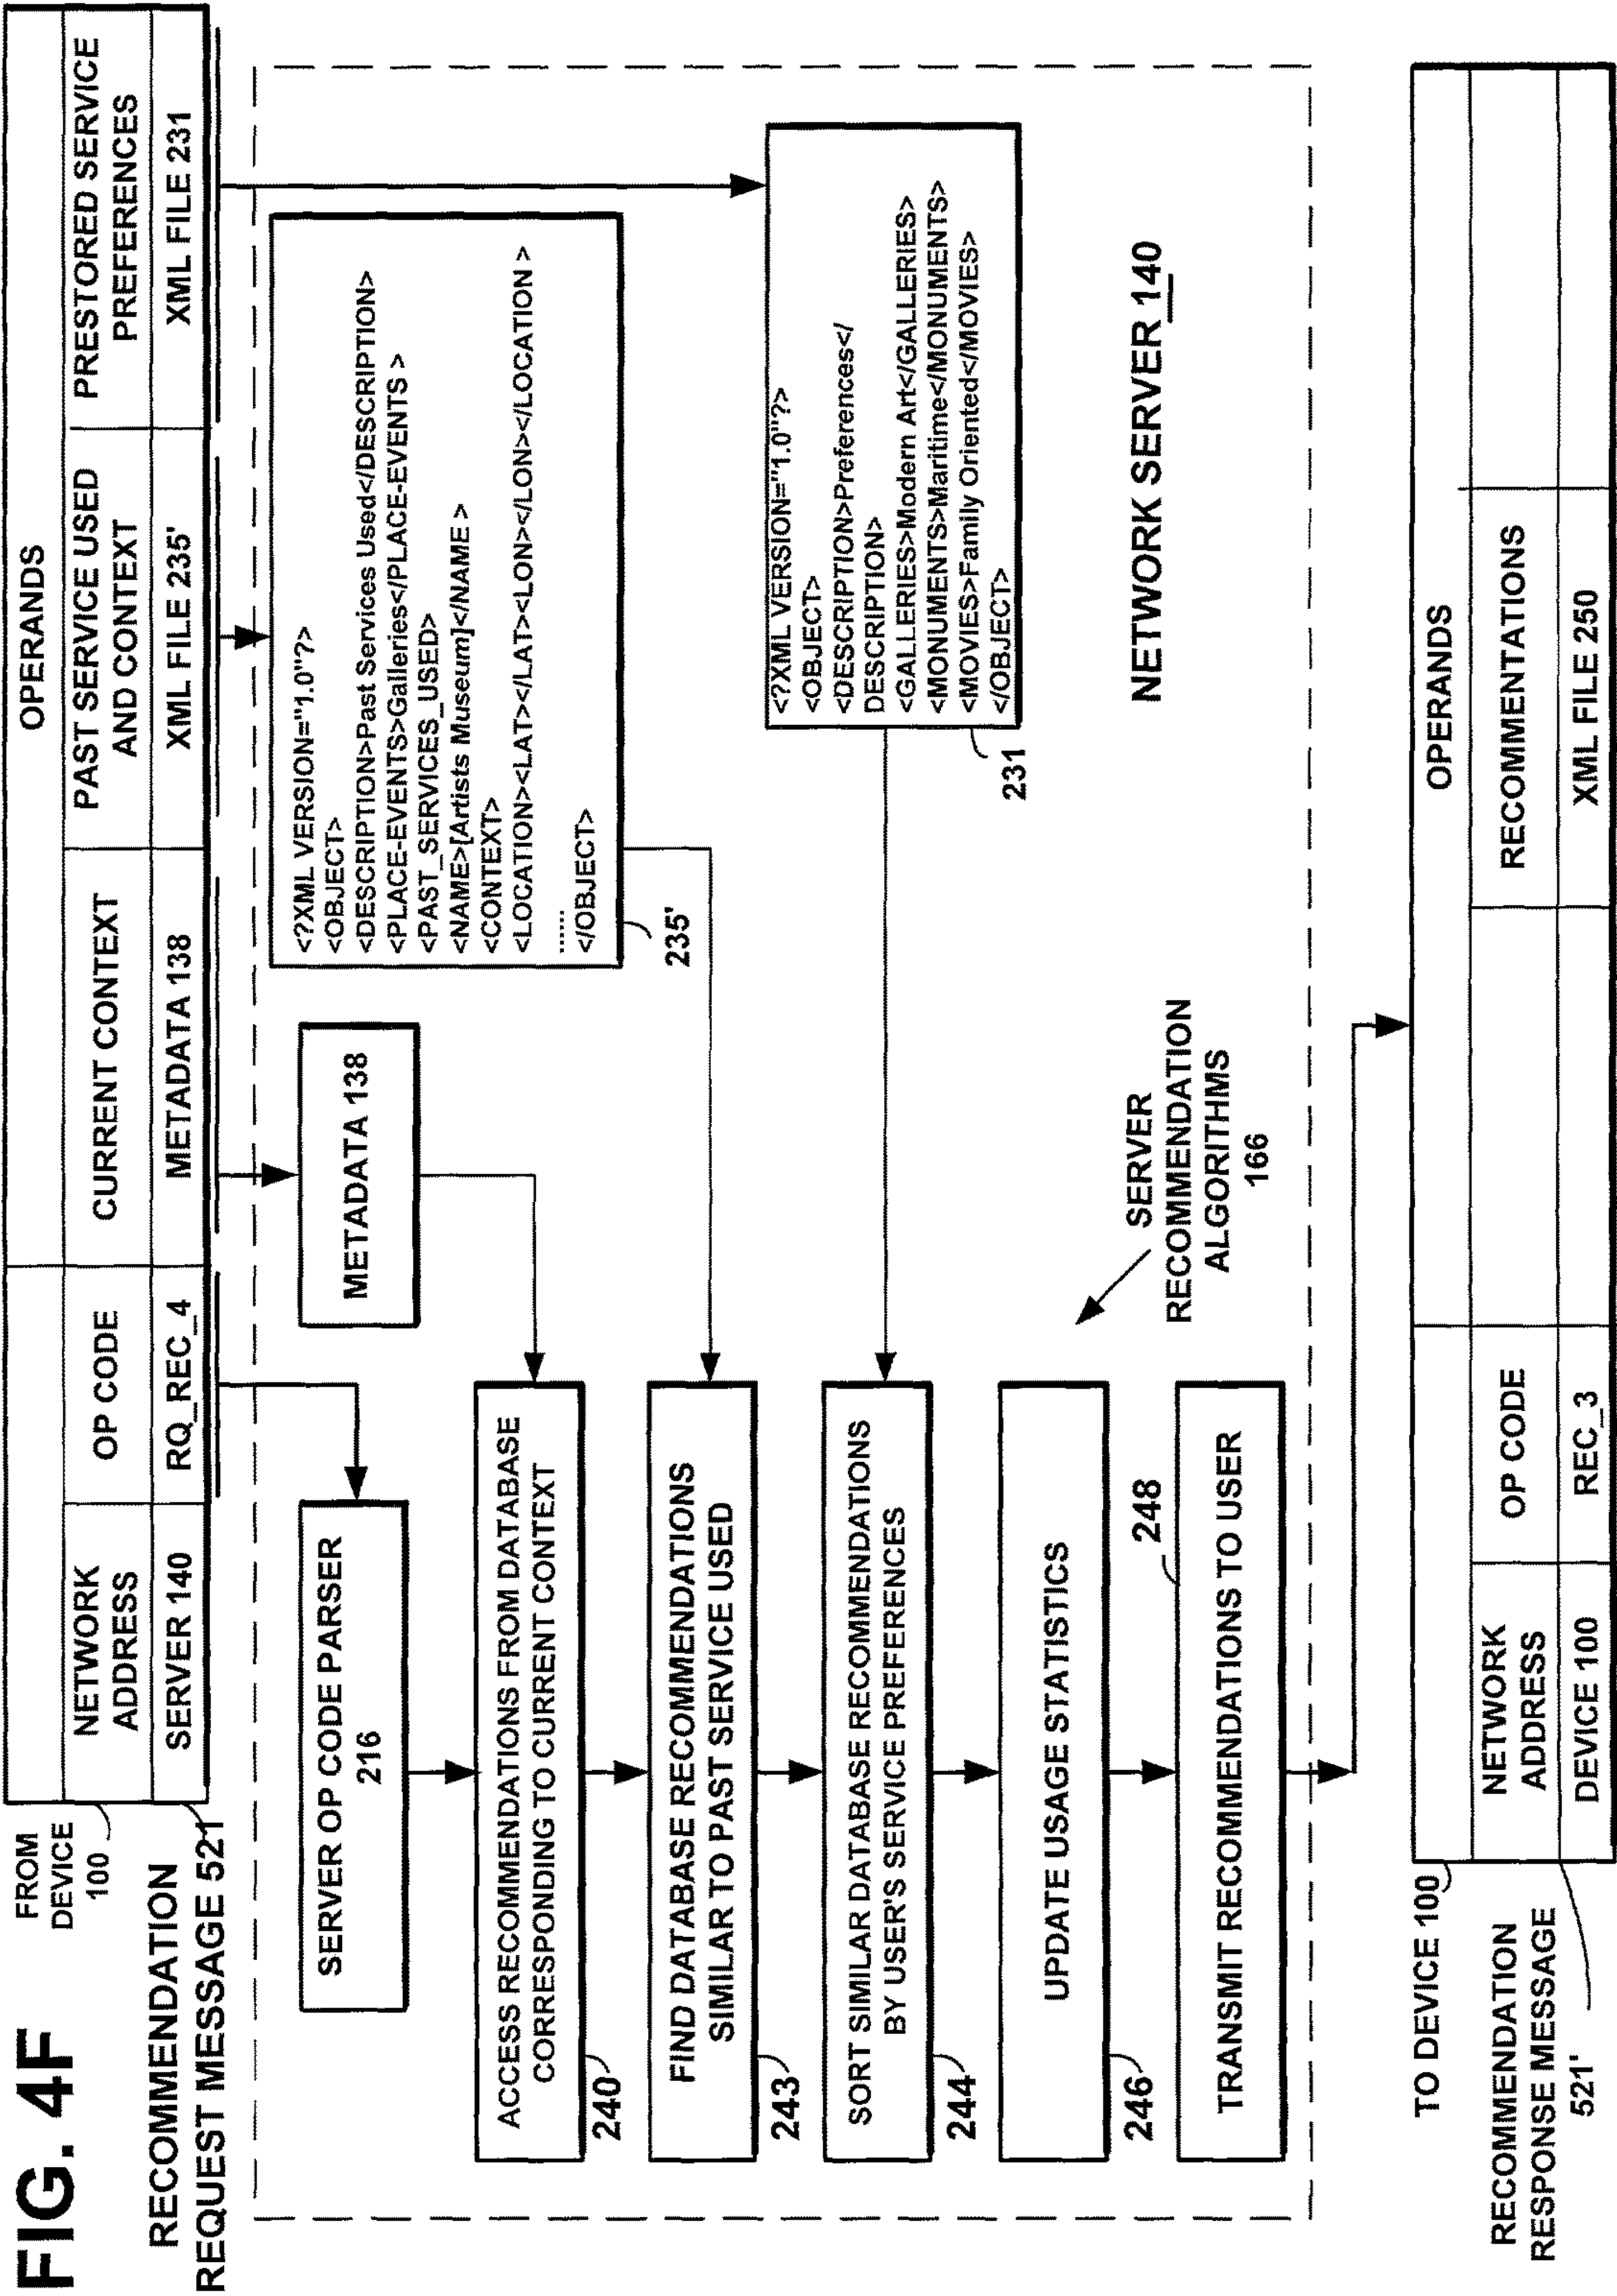 FIG. 4F
FROM
DEVICE
100
RECOMMENDATION
REQUEST MESSAGE 521
OPERANDS
NETWORK
ADDRESS
OP CODE
CURRENT CONTEXT
PAST SERVICE USED
AND CONTEXT
PRESTORED SERVICE
PREFERENCES
SERVER 140
RQ_REC_4
METADATA 138
XML FILE 235'
XML FILE 231
SERVER OP CODE PARSER
216
METADATA 138
<?XML VERSION="1.0"?>
<OBJECT>
<DESCRIPTION>Past Services Used</DESCRIPTION>
<PLACE-EVENTS>Galleries</PLACE-EVENTS >
<PAST_SERVICES_USED>
<NAME>[Artists Museum]</NAME >
<CONTEXT>
<LOCATION><LAT></LAT><LON></LON></LOCATION >
.....
</OBJECT>
235'
ACCESS RECOMMENDATIONS FROM DATABASE
CORRESPONDING TO CURRENT CONTEXT
240
FIND DATABASE RECOMMENDATIONS
SIMILAR TO PAST SERVICE USED
243
<?XML VERSION="1.0"?>
<OBJECT>
<DESCRIPTION>Preferences</
DESCRIPTION>
<GALLERIES>Modern Art</GALLERIES>
<MONUMENTS>Maritime</MONUMENTS>
<MOVIES>Family Oriented</MOVIES>
</OBJECT>
231
SORT SIMILAR DATABASE RECOMMENDATIONS
BY USER'S SERVICE PREFERENCES
244
UPDATE USAGE STATISTICS
246
248
TRANSMIT RECOMMENDATIONS TO USER
SERVER
RECOMMENDATION
ALGORITHMS
166
NETWORK SERVER 140
TO DEVICE 100
RECOMMENDATION
RESPONSE MESSAGE
521'
OPERANDS
NETWORK
ADDRESS
OP CODE
RECOMMENTATIONS
DEVICE 100
REC_3
XML FILE 250